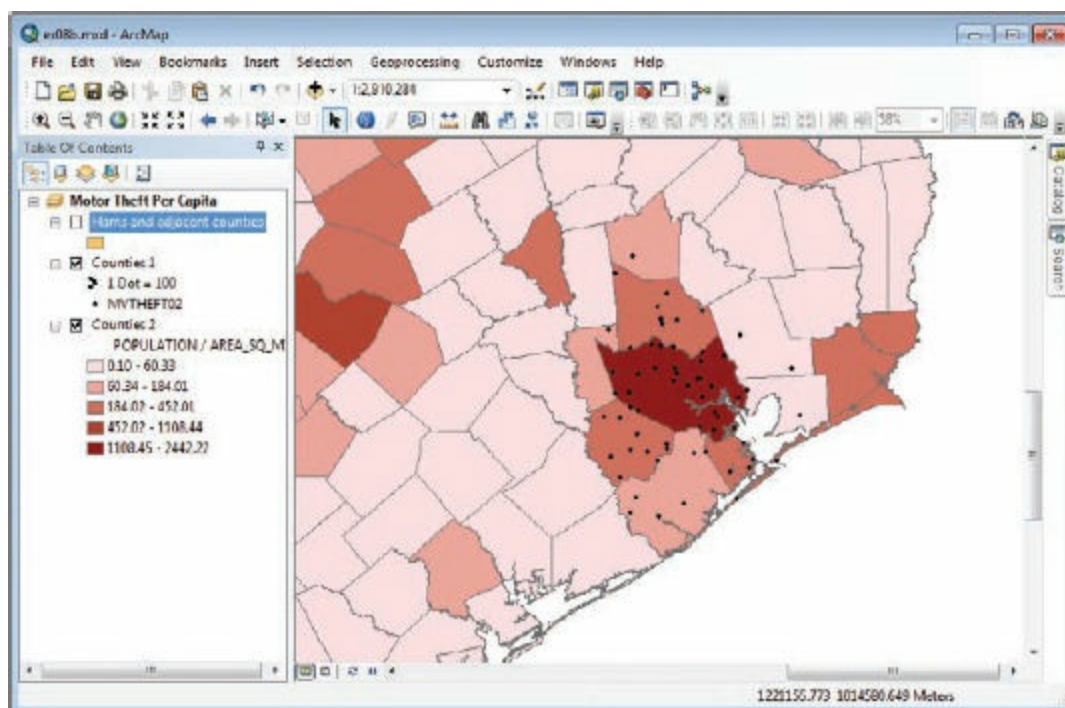 ex08b.mxd - ArcMap
File Edit View Bookmarks Insert Selection Geoprocessing Customize Windows Help
1:2,810,284
58%
Table Of Contents
Motor Theft Per Capita
Harris and adjacent counties
Counties 1
1 Dot = 100
MVTHEFT02
Counties 2
POPULATION / AREA_SQ_M
0.10 - 60.33
60.34 - 184.01
184.02 - 452.01
452.02 - 1108.44
1108.45 - 2442.22
Catalog
Search
1221155.773 1014580.649 Meters